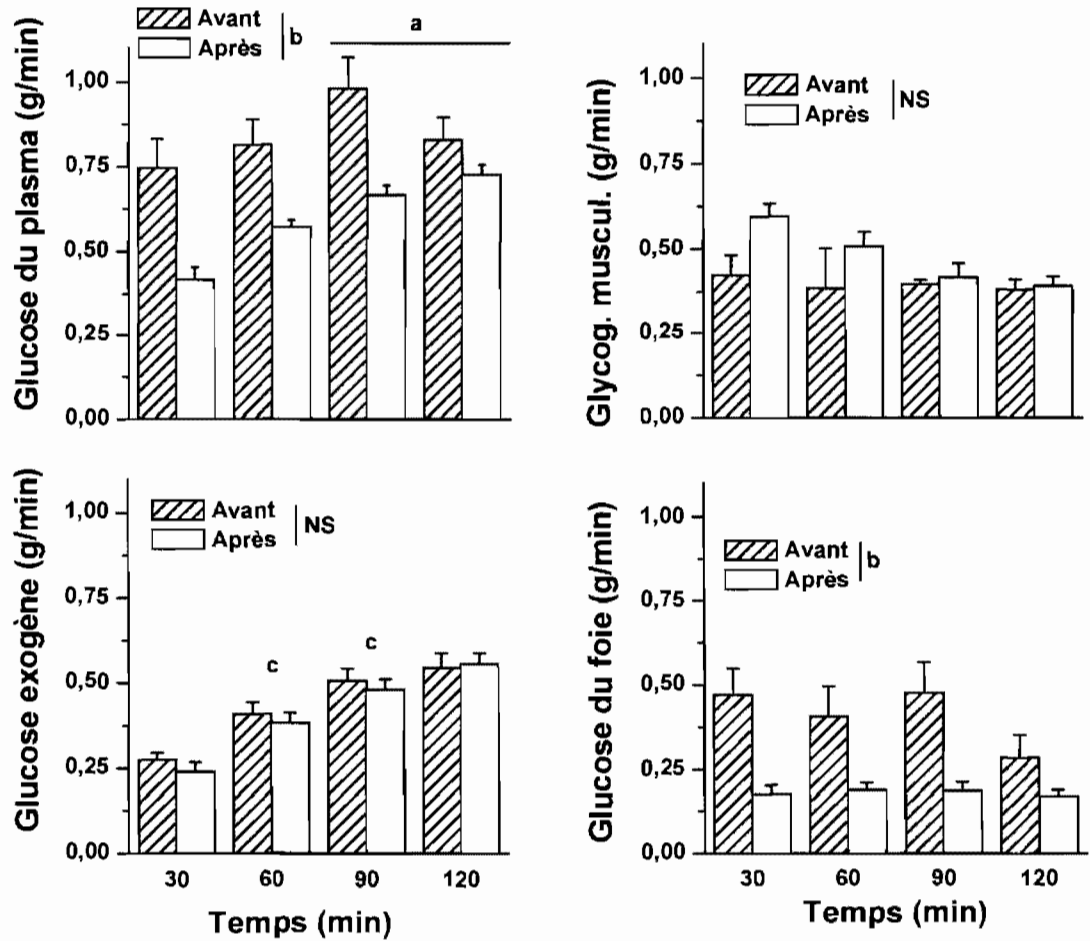 Avant
Après
b
a
Glucose du plasma (g/min)
1,00
0,75
0,50
0,25
0,00
Avant
Après
NS
Glycog. muscul. (g/min)
1,00
0,75
0,50
0,25
0,00
Avant
Après
NS
c
c
Glucose exogène (g/min)
1,00
0,75
0,50
0,25
0,00
30 60 90 120
Temps (min)
Avant
Après
b
Glucose du foie (g/min)
1,00
0,75
0,50
0,25
0,00
30 60 90 120
Temps (min)